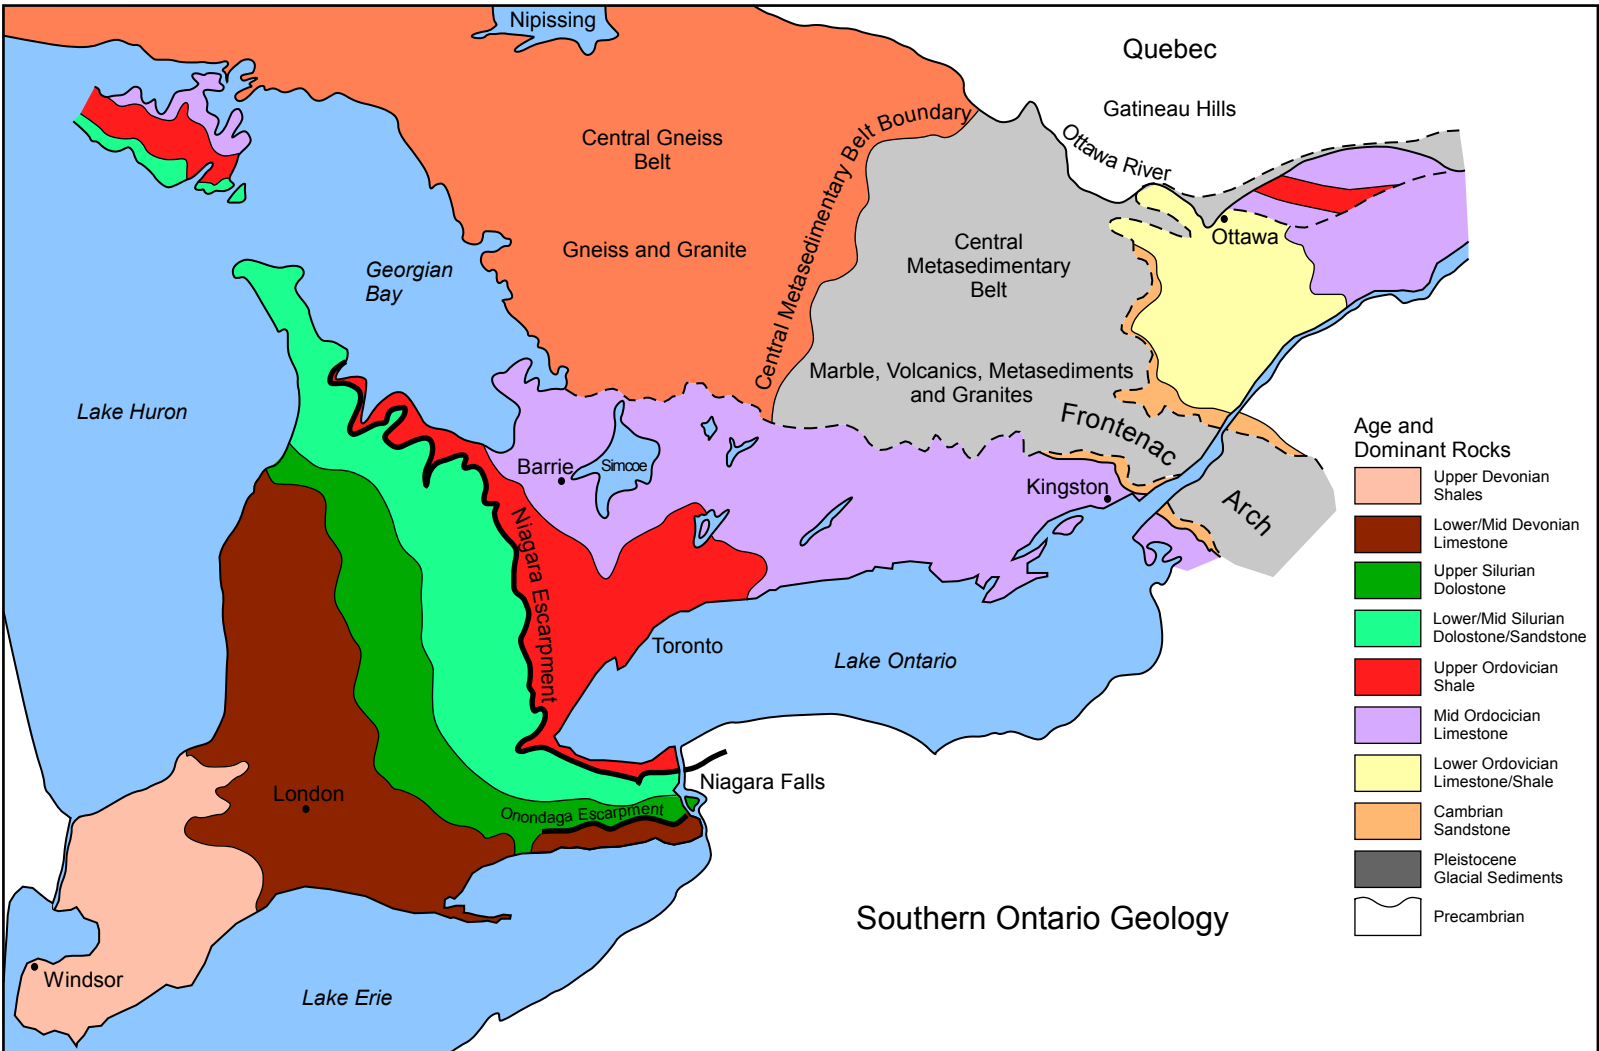 Nipissing
Quebec
Gatineau Hills
Ottawa River
Central Gneiss
Belt
Central Metasedimentary Belt Boundary
Gneiss and Granite
Georgian
Bay
Central
Metasedimentary
Belt
Ottawa
Marble, Volcanics, Metasediments
and Granites
Lake Huron
Frontenac
Arch
Barrie
Simcoe
Kingston
Niagara Escarpment
Toronto
Lake Ontario
Niagara Falls
London
Onondaga Escarpment
Windsor
Lake Erie
Southern Ontario Geology
Age and
Dominant Rocks
Upper Devonian
Shales
Lower/Mid Devonian
Limestone
Upper Silurian
Dolostone
Lower/Mid Silurian
Dolostone/Sandstone
Upper Ordovician
Shale
Mid Ordocician
Limestone
Lower Ordovician
Limestone/Shale
Cambrian
Sandstone
Pleistocene
Glacial Sediments
Precambrian